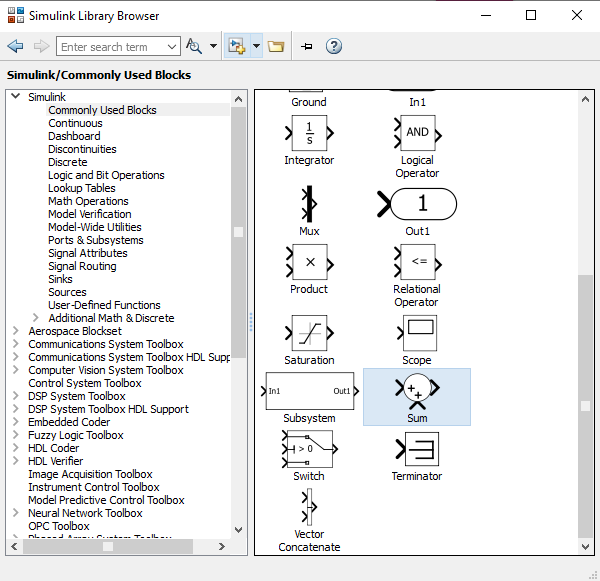 Simulink Library Browser
Enter search term
Simulink/Commonly Used Blocks
Simulink
Commonly Used Blocks
Continuous
Dashboard
Discontinuities
Discrete
Logic and Bit Operations
Lookup Tables
Math Operations
Model Verification
Model-Wide Utilities
Ports & Subsystems
Signal Attributes
Signal Routing
Sinks
Sources
User-Defined Functions
Additional Math & Discrete
Aerospace Blockset
Communications System Toolbox
Communications System Toolbox HDL Supp
Computer Vision System Toolbox
Control System Toolbox
DSP System Toolbox
DSP System Toolbox HDL Support
Embedded Coder
Fuzzy Logic Toolbox
HDL Coder
HDL Verifier
Image Acquisition Toolbox
Instrument Control Toolbox
Model Predictive Control Toolbox
Neural Network Toolbox
OPC Toolbox
Phased Array System Toolbox
Ground In1
1
s
AND
Integrator Logical
Operator
1
Mux Out1
× <=
Product Relational
Operator
Saturation Scope
In1 Out1 + +
Subsystem Sum
> 0
Switch Terminator
Vector
Concatenate